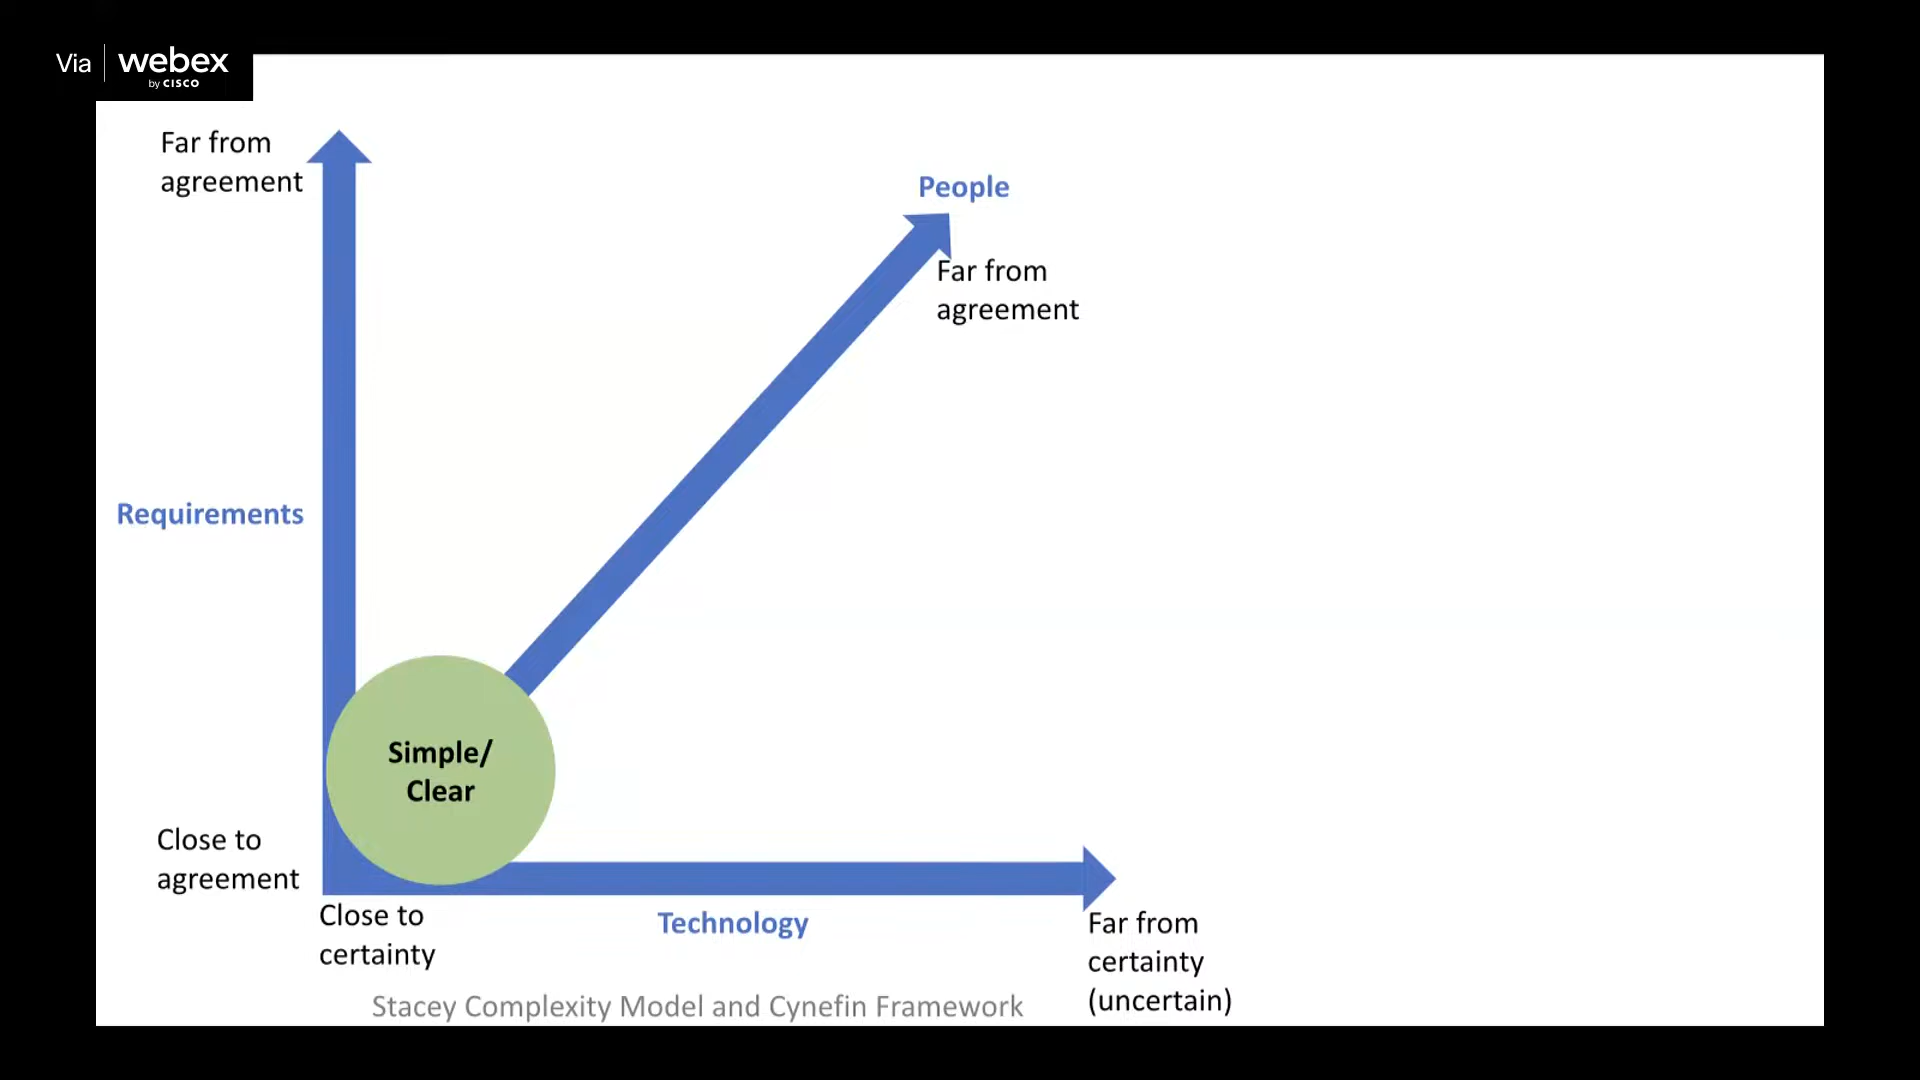 Via webex
by CISCO
Far from
agreement
People
Far from
agreement
Requirements
Simple/
Clear
Close to
agreement
Close to
certainty
Technology
Far from
certainty
(uncertain)
Stacey Complexity Model and Cynefin Framework